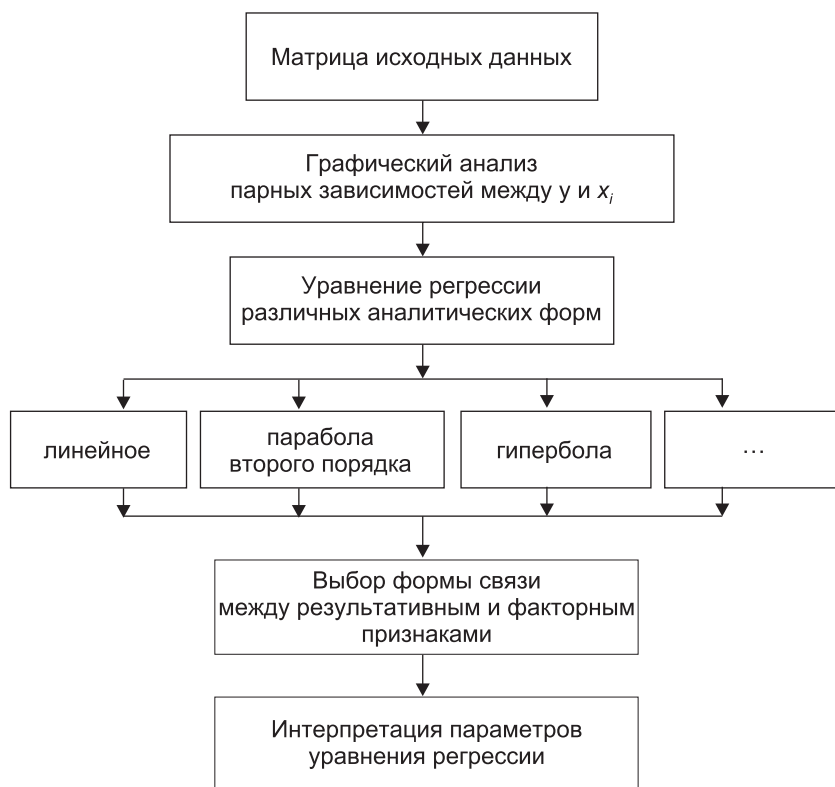 Матрица исходных данных
Графический анализ
парных зависимостей между y и xᵢ
Уравнение регрессии
различных аналитических форм
линейное
парабола
второго порядка
гипербола
...
Выбор формы связи
между результативным и факторным
признаками
Интерпретация параметров
уравнения регрессии